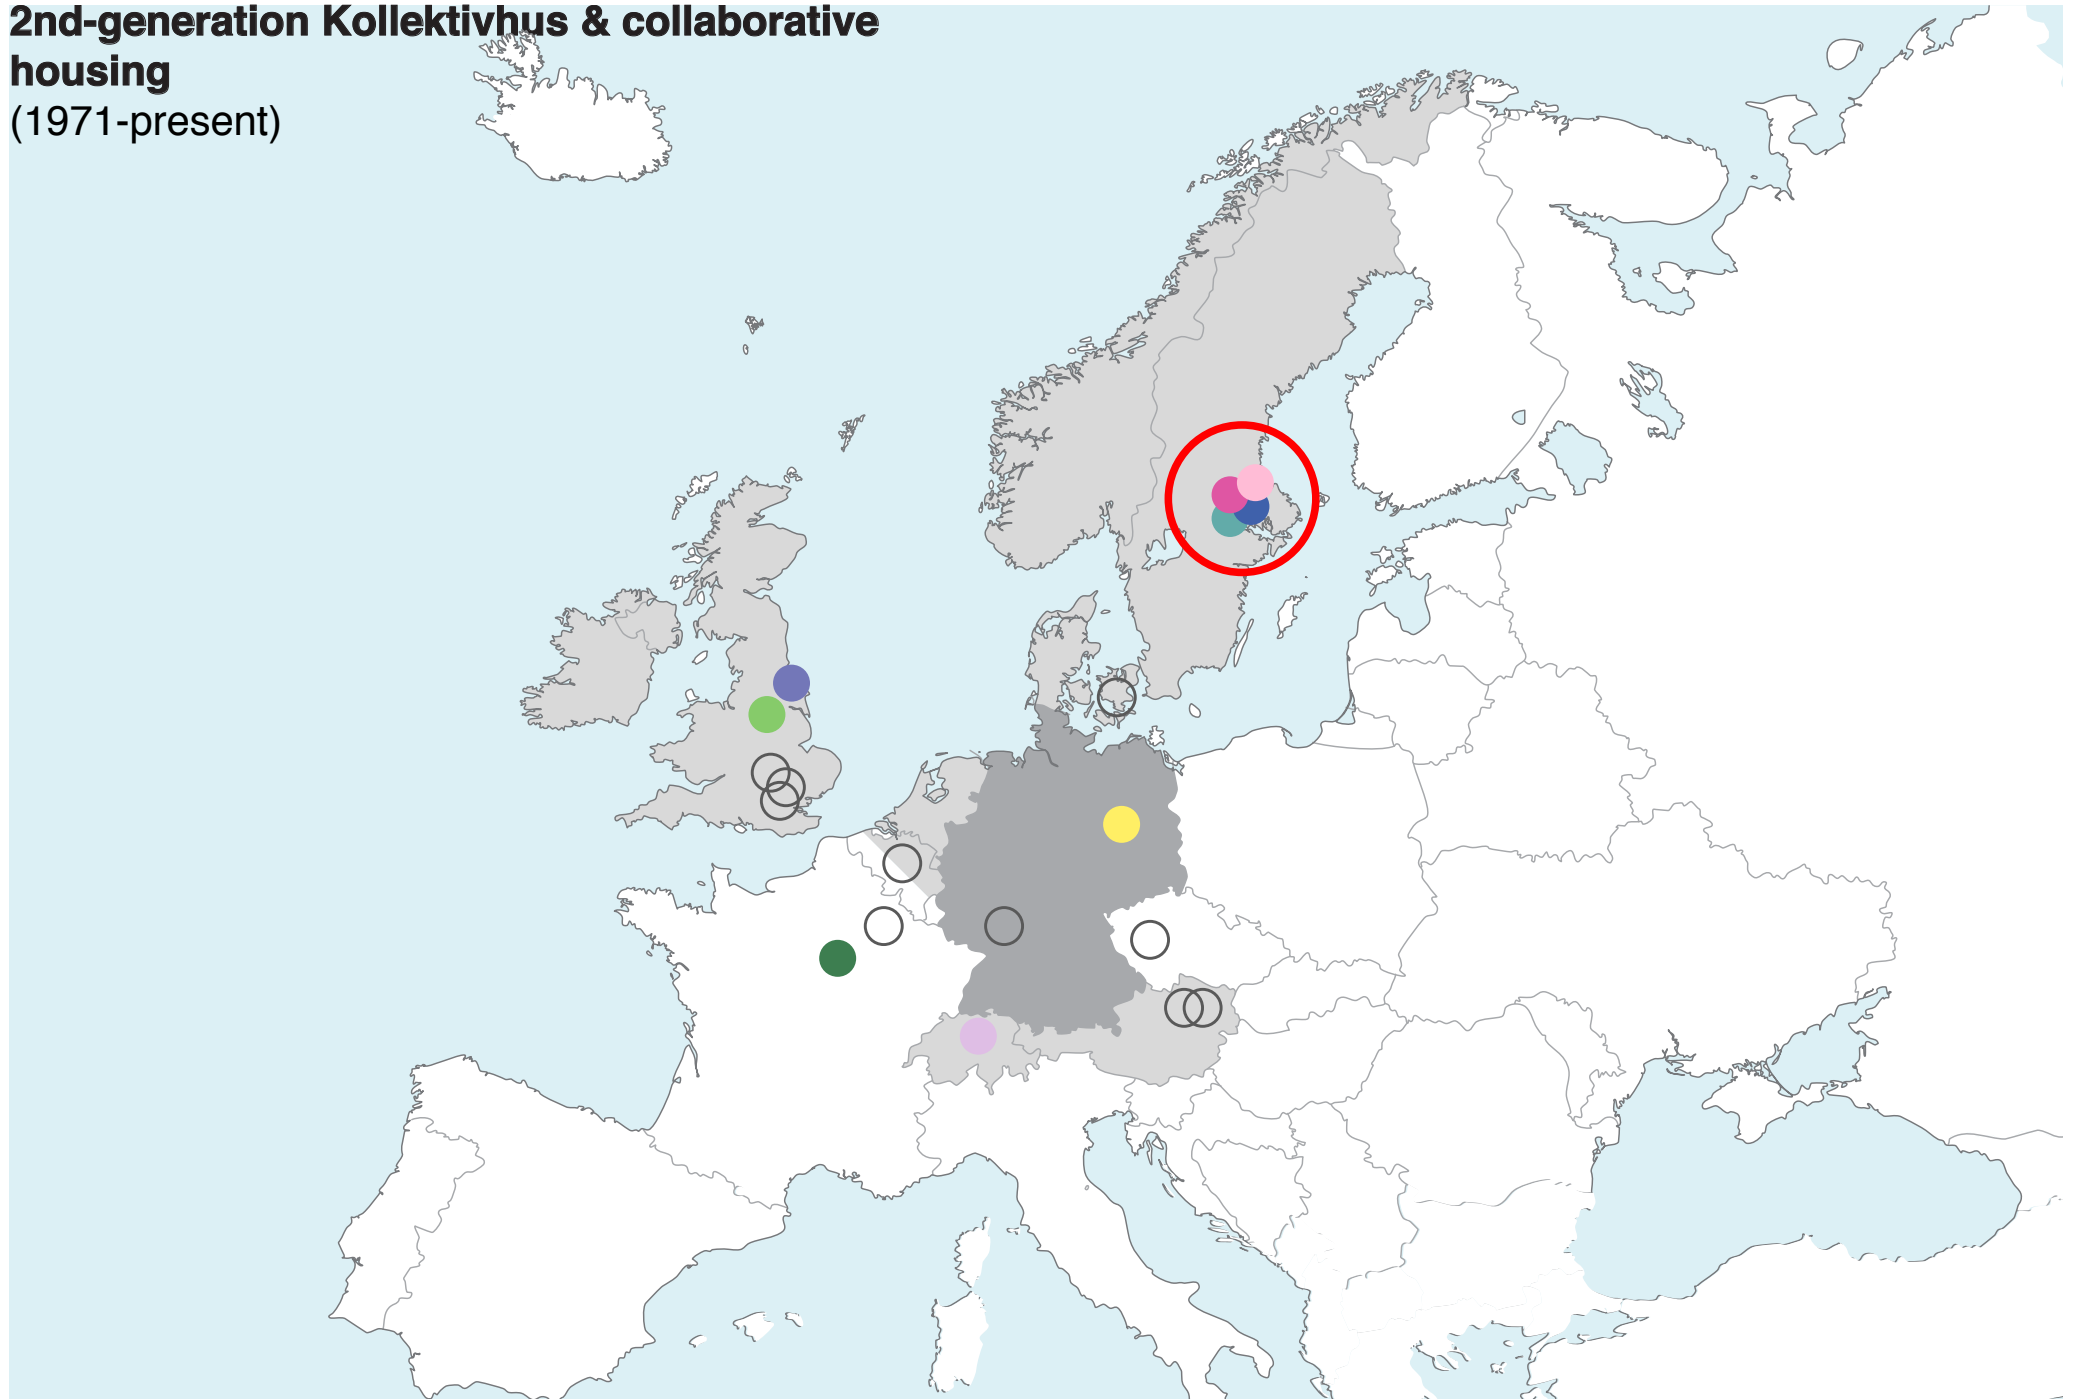 2nd-generation Kollektivhus & collaborative
housing
(1971-present)